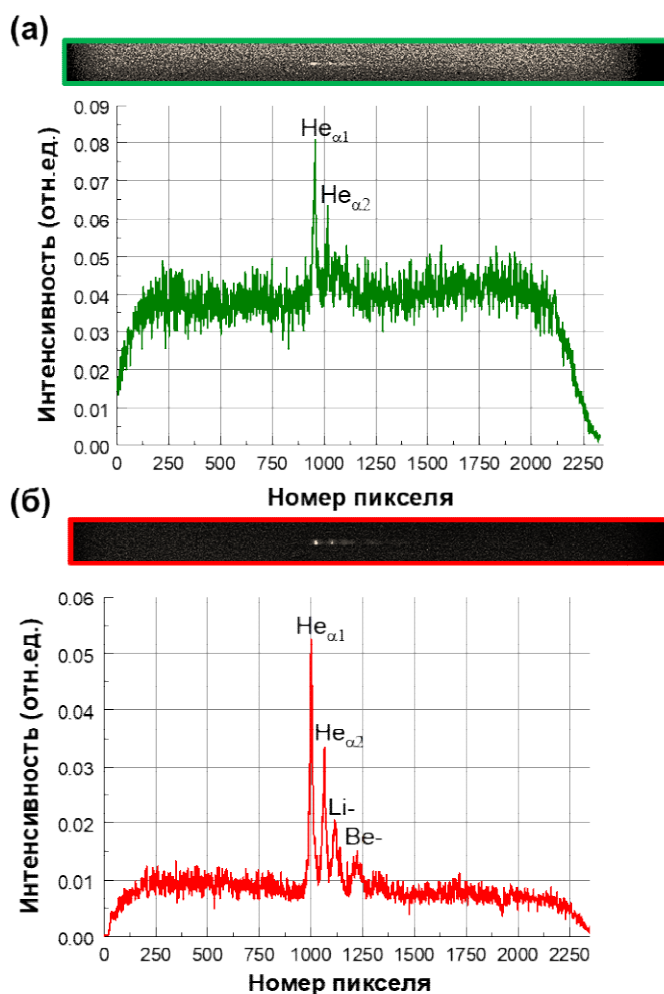 (а)
Интенсивность (отн.ед.)
0.09
0.08
0.07
0.06
0.05
0.04
0.03
0.02
0.01
0.00
Heα1
Heα2
0 250 500 750 1000 1250 1500 1750 2000 2250
Номер пикселя
(б)
Интенсивность (отн.ед.)
0.06
0.05
0.04
0.03
0.02
0.01
0.00
Heα1
Heα2
Li-
Be-
0 250 500 750 1000 1250 1500 1750 2000 2250
Номер пикселя